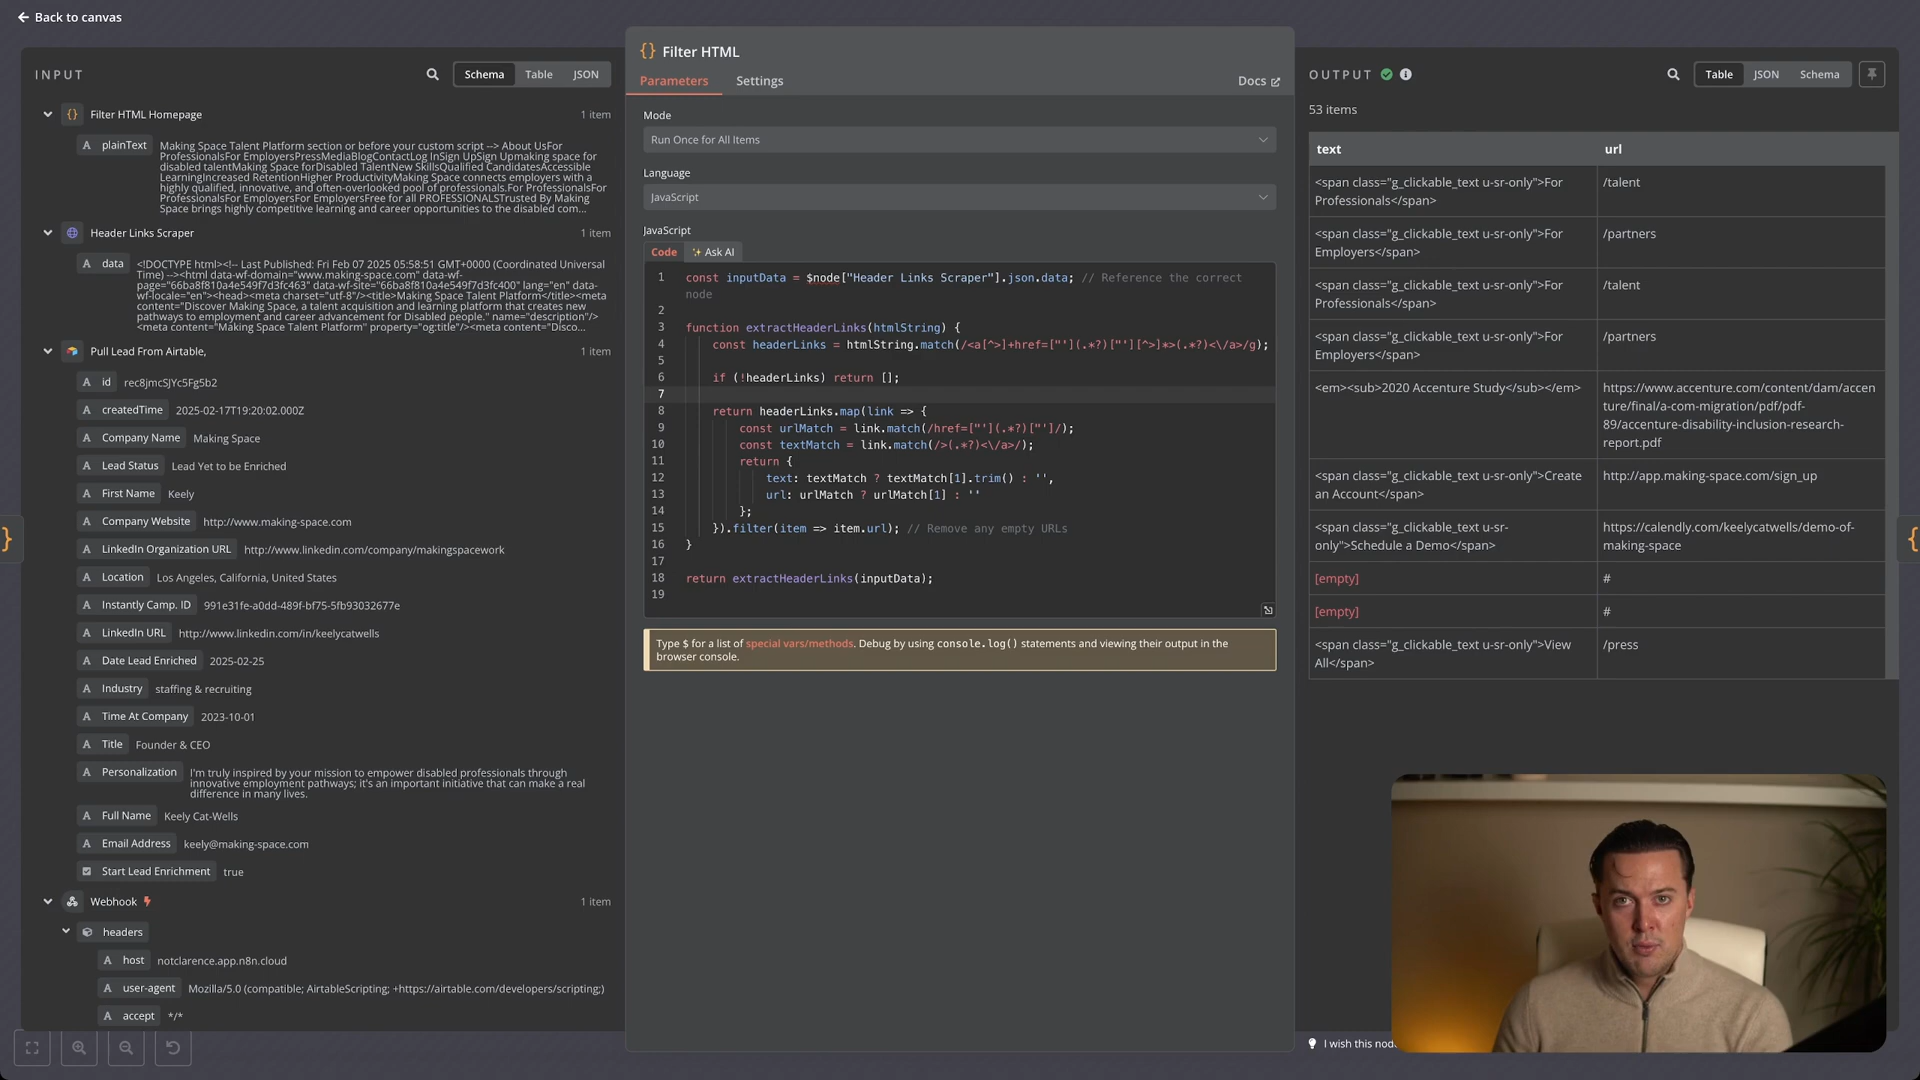 Back to canvas
INPUT
Schema
Table
JSON
Filter HTML Homepage
1 item
A plainText
Making Space Talent Platform section or before your custom script --> About UsFor
ProfessionalsFor EmployersPressMediaBlogContactLog InSign UpSign Upmaking space for
disabled talentMaking Space forDisabled TalentNew SkillsQualified CandidatesAccessible
LearningIncreased RetentionHigher ProductivityMaking Space connects employers with a
highly qualified, innovative, and often-overlooked pool of professionals.For ProfessionalsFor
EmployersFor ProfessionalsFor EmployersFree for all PROFESSIONALSTrusted By Making
Space brings highly competitive learning and career opportunities to the disabled com...
Header Links Scraper
1 item
A data
<!DOCTYPE html><!-- Last Published: Fri Feb 07 2025 05:58:51 GMT+0000 (Coordinated Universal
Time) --><html data-wf-domain="www.making-space.com" data-wf-
page="66ba8f810a4e549f7d3fc463" data-wf-site="66ba8f810a4e549f7d3fc400" lang="en" data-
wf-locale="en"><head><meta charset="utf-8"/><title>Making Space Talent Platform</title><meta
content="Discover Making Space, a talent acquisition and learning platform that creates new
pathways to employment and career advancement for Disabled people." name="description"/>
<meta content="Making Space Talent Platform" property="og:title"/><meta content="Disco...
Pull Lead From Airtable,
1 item
A id rec8jmcSJYc5Fg5b2
A createdTime 2025-02-17T19:20:02.000Z
A Company Name Making Space
A Lead Status Lead Yet to be Enriched
A First Name Keely
A Company Website http://www.making-space.com
A LinkedIn Organization URL http://www.linkedin.com/company/makingspacework
A Location Los Angeles, California, United States
A Instantly Camp. ID 991e31fe-a0dd-489f-bf75-5fb93032677e
A LinkedIn URL http://www.linkedin.com/in/keelycatwells
A Date Lead Enriched 2025-02-25
A Industry staffing & recruiting
A Time At Company 2023-10-01
A Title Founder & CEO
A Personalization
I'm truly inspired by your mission to empower disabled professionals through
innovative employment pathways; it's an important initiative that can make a real
difference in many lives.
A Full Name Keely Cat-Wells
A Email Address keely@making-space.com
Start Lead Enrichment true
Webhook
1 item
headers
A host notclarence.app.n8n.cloud
A user-agent Mozilla/5.0 (compatible; AirtableScripting; +https://airtable.com/developers/scripting;)
A accept */*
{} Filter HTML
Parameters
Settings
Docs
Mode
Run Once for All Items
Language
JavaScript
JavaScript
Code
Ask AI
1 const inputData = $node["Header Links Scraper"].json.data; // Reference the correct
node
2
3 function extractHeaderLinks(htmlString) {
4 const headerLinks = htmlString.match(/<a[^>]+href=["'](.*?)["'][^>]*>(.*?)<\/a>/g);
5
6 if (!headerLinks) return [];
7
8 return headerLinks.map(link => {
9 const urlMatch = link.match(/href=["'](.*?)["']/);
10 const textMatch = link.match(/>(.*?)<\/a>/);
11 return {
12 text: textMatch ? textMatch[1].trim() : '',
13 url: urlMatch ? urlMatch[1] : ''
14 };
15 }).filter(item => item.url); // Remove any empty URLs
16 }
17
18 return extractHeaderLinks(inputData);
19
Type $ for a list of special vars/methods. Debug by using console.log() statements and viewing their output in the
browser console.
OUTPUT
Table
JSON
Schema
53 items
text
url
<span class="g_clickable_text u-sr-only">For
Professionals</span>
/talent
<span class="g_clickable_text u-sr-only">For
Employers</span>
/partners
<span class="g_clickable_text u-sr-only">For
Professionals</span>
/talent
<span class="g_clickable_text u-sr-only">For
Employers</span>
/partners
<em><sub>2020 Accenture Study</sub></em>
https://www.accenture.com/content/dam/accen
ture/final/a-com-migration/pdf/pdf-
89/accenture-disability-inclusion-research-
report.pdf
<span class="g_clickable_text u-sr-only">Create
an Account</span>
http://app.making-space.com/sign_up
<span class="g_clickable_text u-sr-
only">Schedule a Demo</span>
https://calendly.com/keelycatwells/demo-of-
making-space
[empty]
#
[empty]
#
<span class="g_clickable_text u-sr-only">View
All</span>
/press
I wish this node